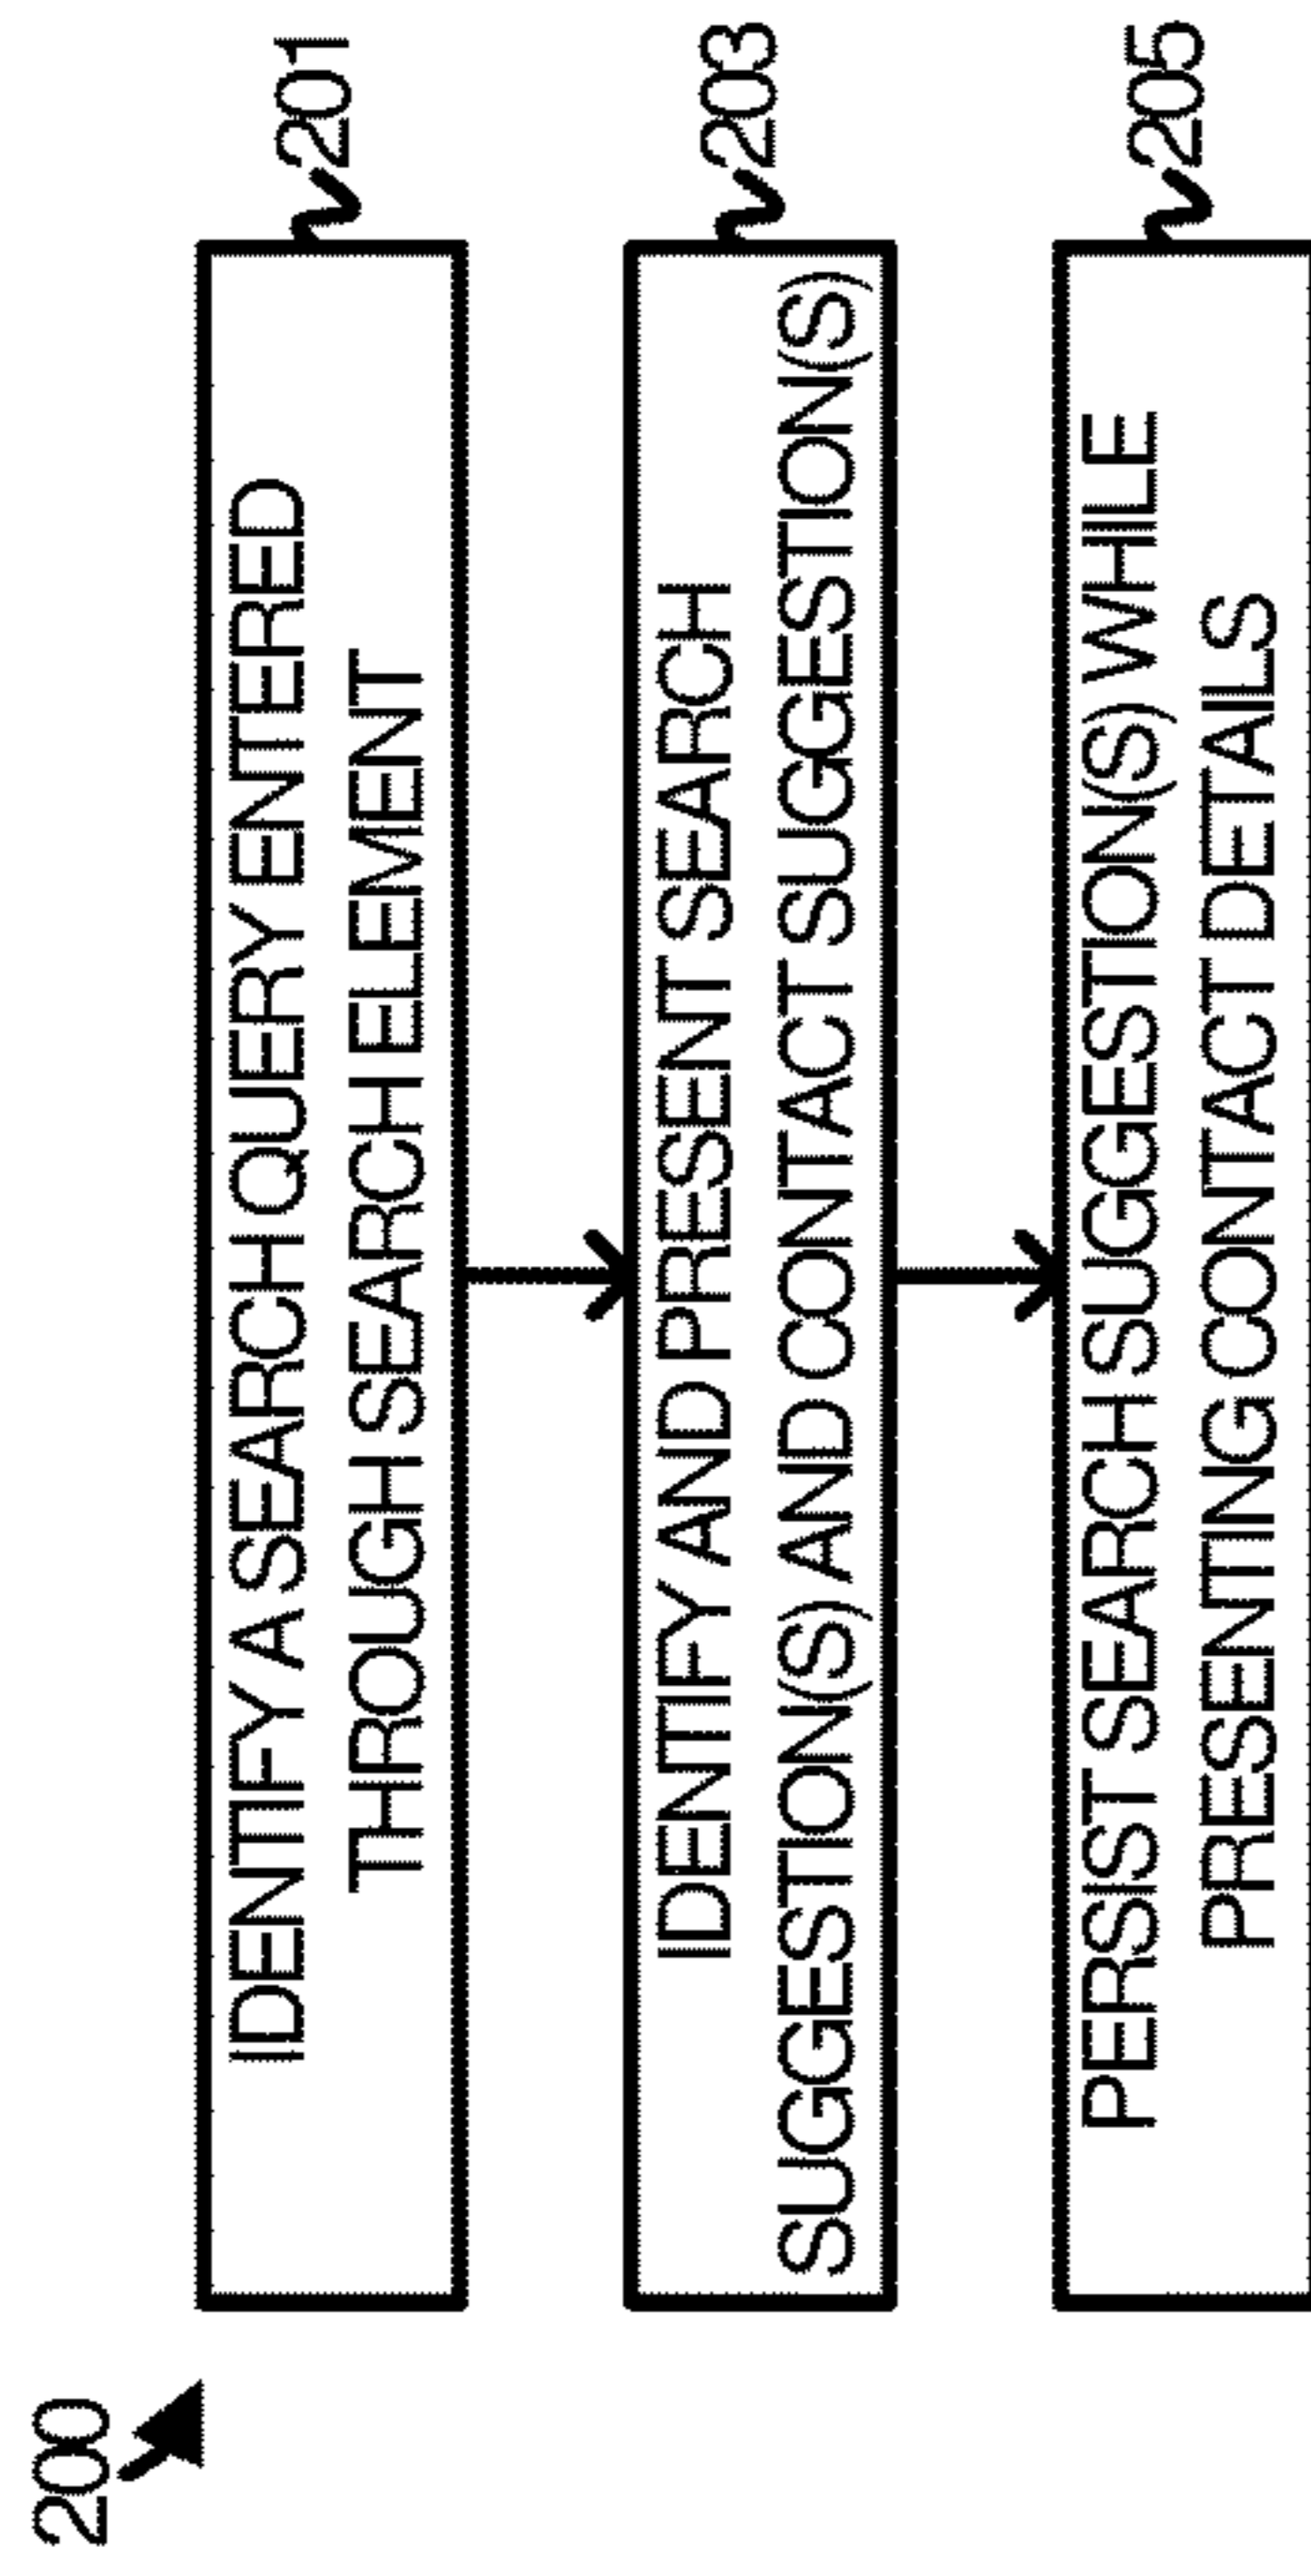 200
IDENTIFY A SEARCH QUERY ENTERED
THROUGH SEARCH ELEMENT
201
IDENTIFY AND PRESENT SEARCH
SUGGESTION(S) AND CONTACT SUGGESTION(S)
203
PERSIST SEARCH SUGGESTION(S) WHILE
PRESENTING CONTACT DETAILS
205